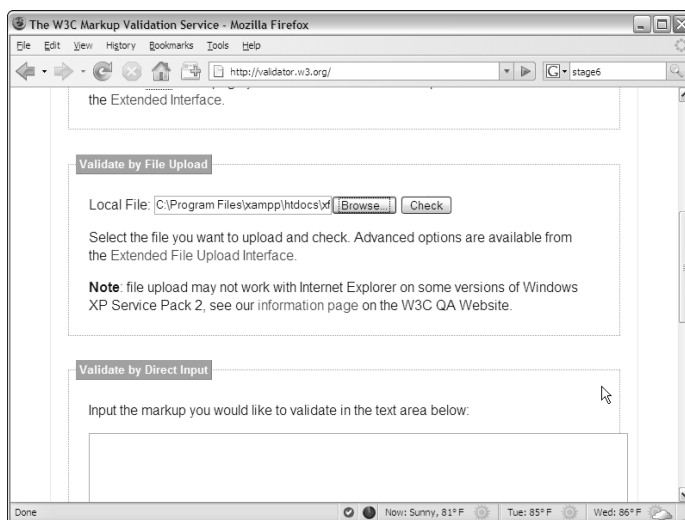 The W3C Markup Validation Service - Mozilla Firefox
File Edit View History Bookmarks Tools Help
http://validator.w3.org/ G stage6
the Extended Interface.
Validate by File Upload
Local File: C:\Program Files\xampp\htdocs\xf Browse... Check
Select the file you want to upload and check. Advanced options are available from
the Extended File Upload Interface.
Note: file upload may not work with Internet Explorer on some versions of Windows
XP Service Pack 2, see our information page on the W3C QA Website.
Validate by Direct Input
Input the markup you would like to validate in the text area below:
Done Now: Sunny, 81° F Tue: 85° F Wed: 86° F